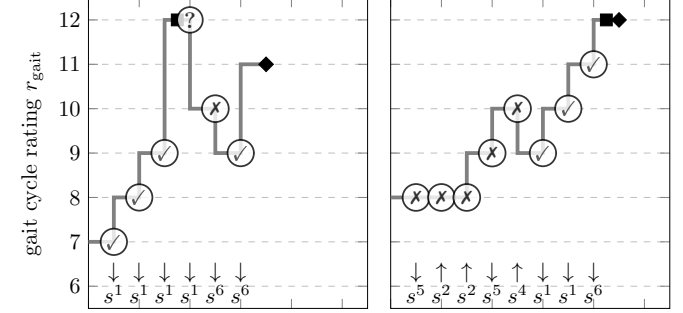 gait cycle rating r_gait
12
11
10
9
8
7
6
✓ ✓ ✓ ? ✗ ✓
↓ ↓ ↓ ↓ ↓ ↓
s¹ s¹ s¹ s¹ s⁶ s⁶
✗ ✗ ✗ ✗ ✗ ✓ ✓ ✓
↓ ↑ ↑ ↓ ↑ ↓ ↓ ↓
s⁵ s² s² s⁵ s⁴ s¹ s¹ s⁶